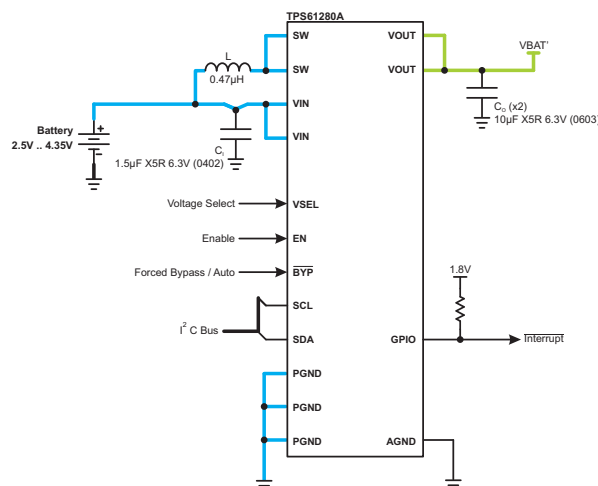 TPS61280A
SW
VOUT
VBAT'
L
SW
VOUT
0.47µH
VIN
C₀ (x2)
10µF X5R 6.3V (0603)
Battery
+
2.5V .. 4.35V
-
VIN
Cᵢ
1.5µF X5R 6.3V (0402)
Voltage Select
VSEL
Enable
EN
1.8V
Forced Bypass / Auto
BYP
SCL
I² C Bus
SDA
GPIO
Interrupt
PGND
PGND
PGND
AGND